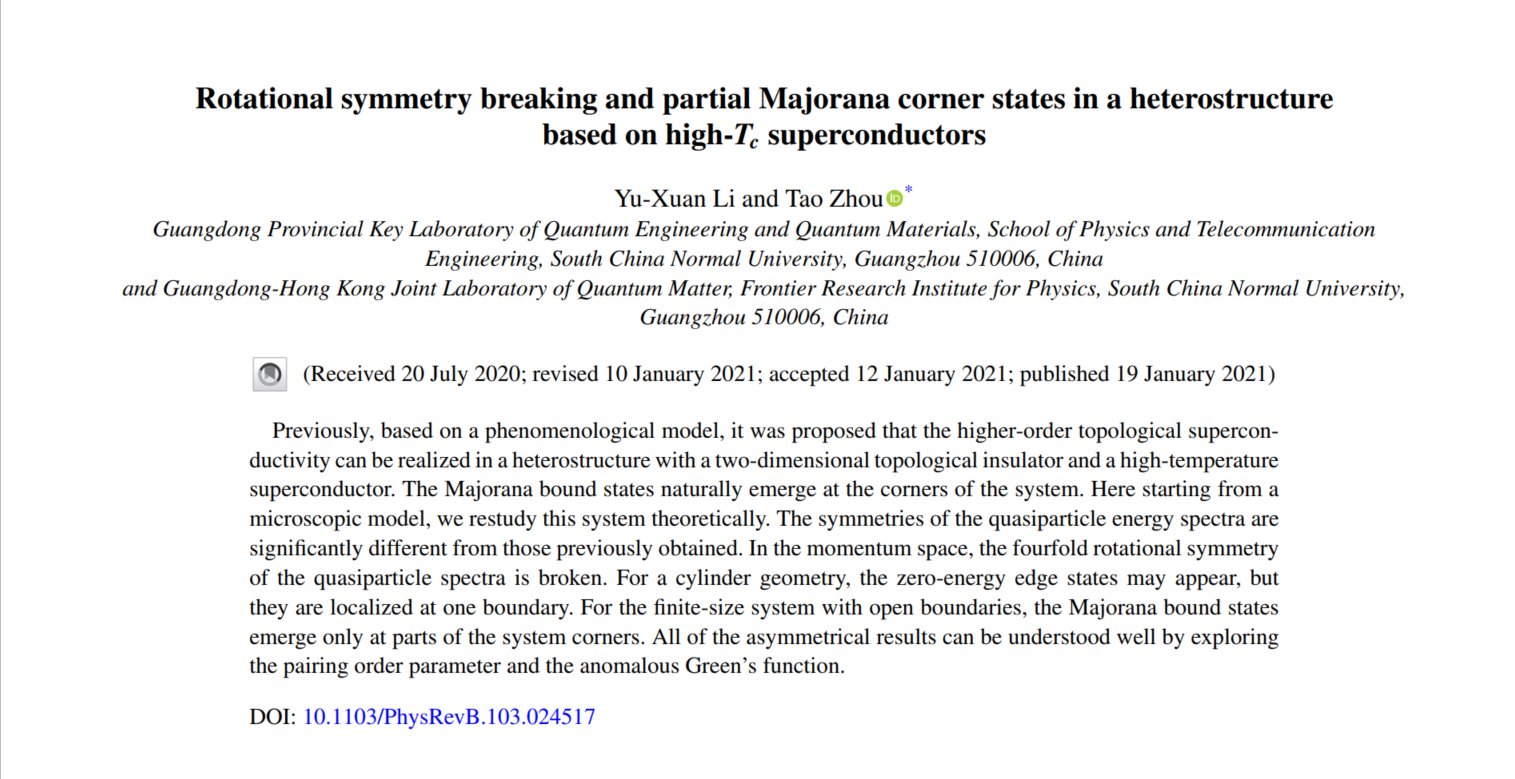 Rotational symmetry breaking and partial Majorana corner states in a heterostructure
based on high-Tc superconductors
Yu-Xuan Li and Tao Zhou iD *
Guangdong Provincial Key Laboratory of Quantum Engineering and Quantum Materials, School of Physics and Telecommunication
Engineering, South China Normal University, Guangzhou 510006, China
and Guangdong-Hong Kong Joint Laboratory of Quantum Matter, Frontier Research Institute for Physics, South China Normal University,
Guangzhou 510006, China
(Received 20 July 2020; revised 10 January 2021; accepted 12 January 2021; published 19 January 2021)
Previously, based on a phenomenological model, it was proposed that the higher-order topological supercon-
ductivity can be realized in a heterostructure with a two-dimensional topological insulator and a high-temperature
superconductor. The Majorana bound states naturally emerge at the corners of the system. Here starting from a
microscopic model, we restudy this system theoretically. The symmetries of the quasiparticle energy spectra are
significantly different from those previously obtained. In the momentum space, the fourfold rotational symmetry
of the quasiparticle spectra is broken. For a cylinder geometry, the zero-energy edge states may appear, but
they are localized at one boundary. For the finite-size system with open boundaries, the Majorana bound states
emerge only at parts of the system corners. All of the asymmetrical results can be understood well by exploring
the pairing order parameter and the anomalous Green's function.
DOI: 10.1103/PhysRevB.103.024517